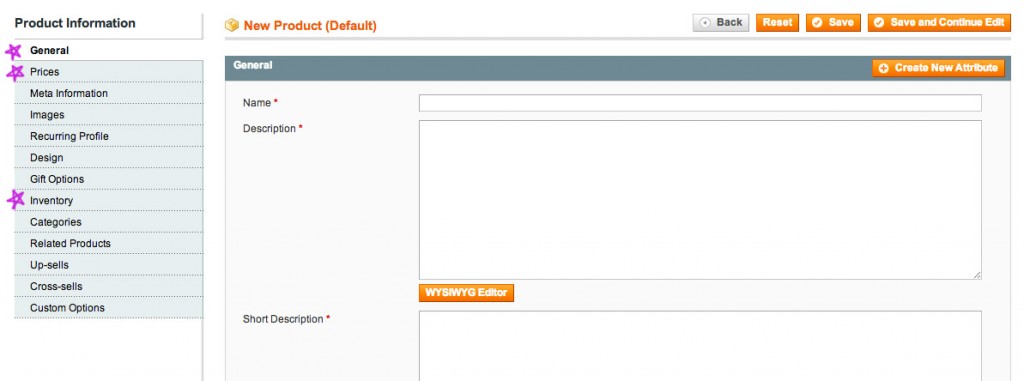 Product Information
General
Prices
Meta Information
Images
Recurring Profile
Design
Gift Options
Inventory
Categories
Related Products
Up-sells
Cross-sells
Custom Options
New Product (Default)
Back
Reset
Save
Save and Continue Edit
General
Create New Attribute
Name *
Description *
WYSIWYG Editor
Short Description *